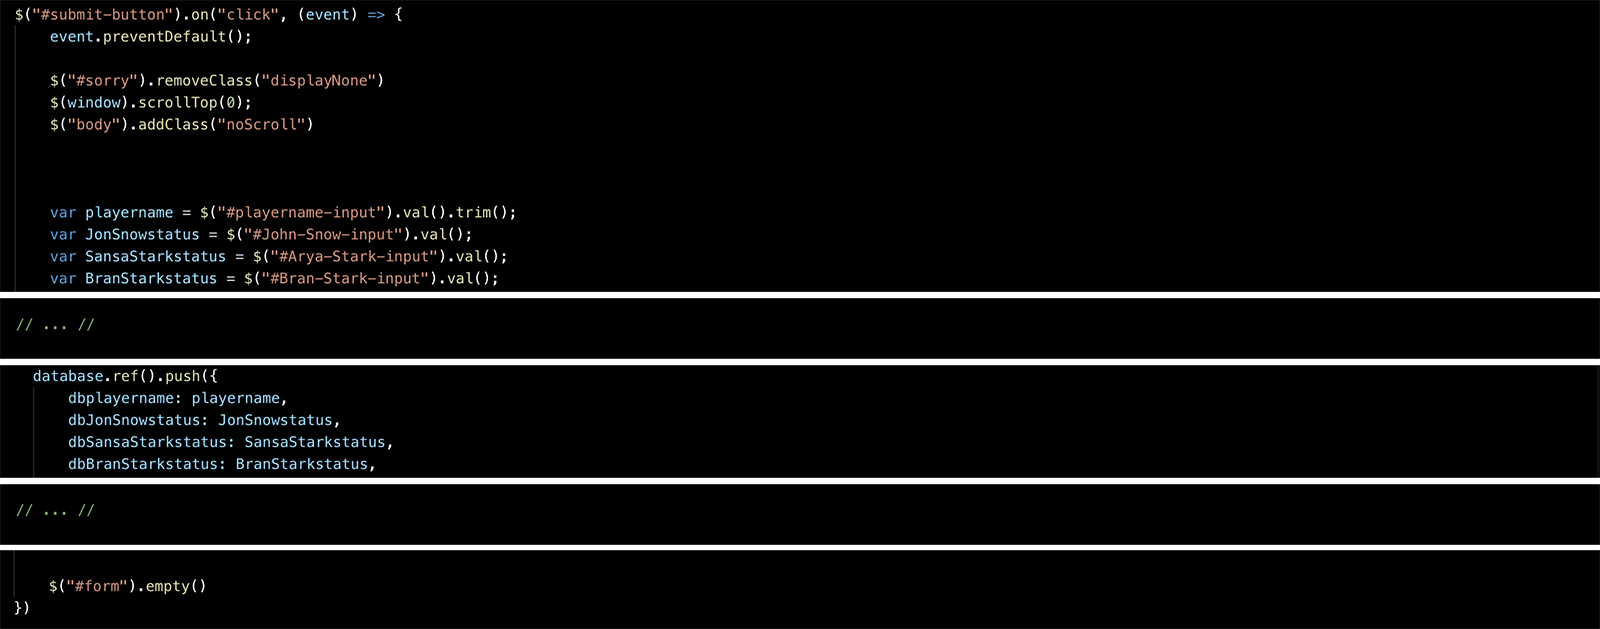 $("#submit-button").on("click", (event) => {
event.preventDefault();
$("#sorry").removeClass("displayNone")
$(window).scrollTop(0);
$("body").addClass("noScroll")
var playername = $("#playername-input").val().trim();
var JonSnowstatus = $("#John-Snow-input").val();
var SansaStarkstatus = $("#Arya-Stark-input").val();
var BranStarkstatus = $("#Bran-Stark-input").val();
// ... //
database.ref().push({
dbplayername: playername,
dbJonSnowstatus: JonSnowstatus,
dbSansaStarkstatus: SansaStarkstatus,
dbBranStarkstatus: BranStarkstatus,
// ... //
$("#form").empty()
})